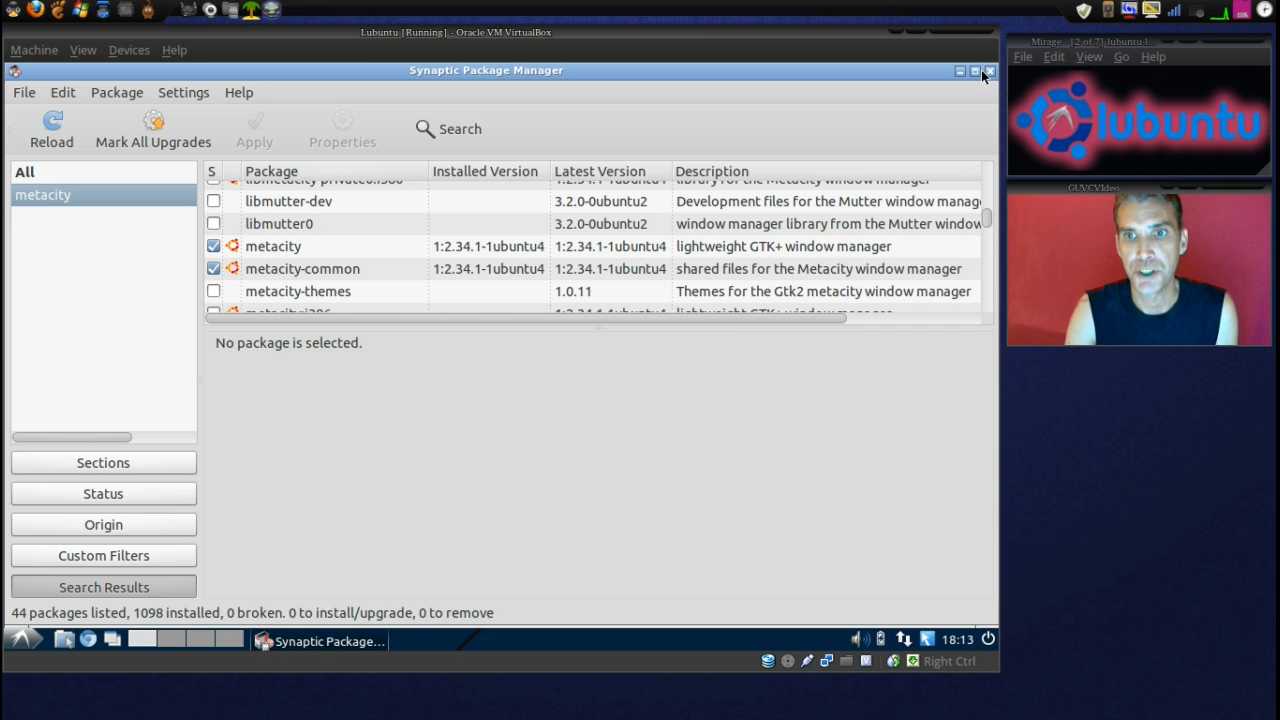 Lubuntu [Running] - Oracle VM VirtualBox
Machine View Devices Help
Synaptic Package Manager
File Edit Package Settings Help
Reload Mark All Upgrades Apply Properties Search
All
metacity
S Package Installed Version Latest Version Description
libmutter-dev 3.2.0-0ubuntu2 Development files for the Mutter window manag
libmutter0 3.2.0-0ubuntu2 window manager library from the Mutter window
metacity 1:2.34.1-1ubuntu4 1:2.34.1-1ubuntu4 lightweight GTK+ window manager
metacity-common 1:2.34.1-1ubuntu4 1:2.34.1-1ubuntu4 shared files for the Metacity window manager
metacity-themes 1.0.11 Themes for the Gtk2 metacity window manager
No package is selected.
Sections
Status
Origin
Custom Filters
Search Results
44 packages listed, 1098 installed, 0 broken. 0 to install/upgrade, 0 to remove
Synaptic Package... 18:13
Right Ctrl
Mirage - [2 of 7] lubuntu-l...
File Edit View Go Help
lubuntu
GUVCVideo